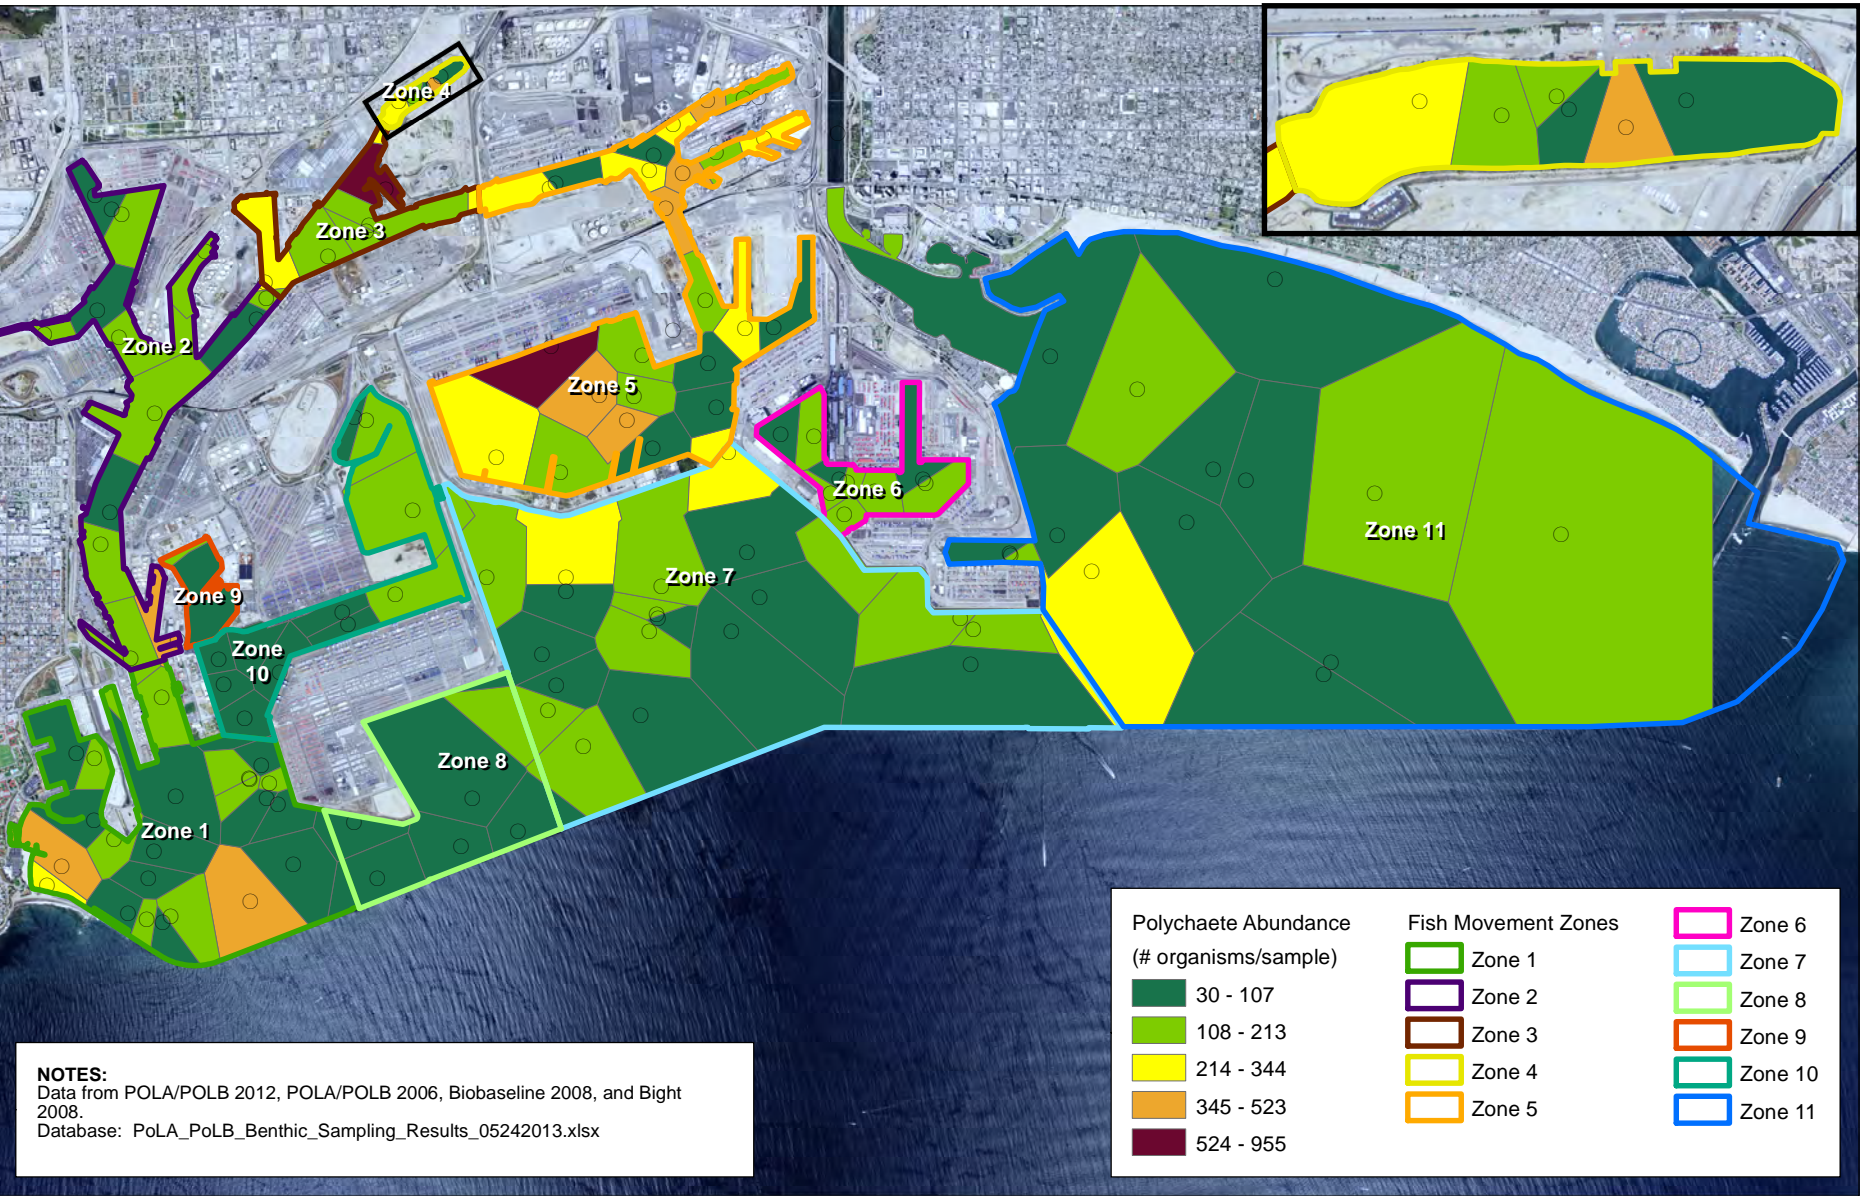 Zone 4
Zone 3
Zone 2
Zone 5
Zone 6
Zone 11
Zone 7
Zone 9
Zone
10
Zone 8
Zone 1
NOTES:
Data from POLA/POLB 2012, POLA/POLB 2006, Biobaseline 2008, and Bight
2008.
Database: PoLA_PoLB_Benthic_Sampling_Results_05242013.xlsx
Polychaete Abundance
(# organisms/sample)
30 - 107
108 - 213
214 - 344
345 - 523
524 - 955
Fish Movement Zones
Zone 1
Zone 2
Zone 3
Zone 4
Zone 5
Zone 6
Zone 7
Zone 8
Zone 9
Zone 10
Zone 11